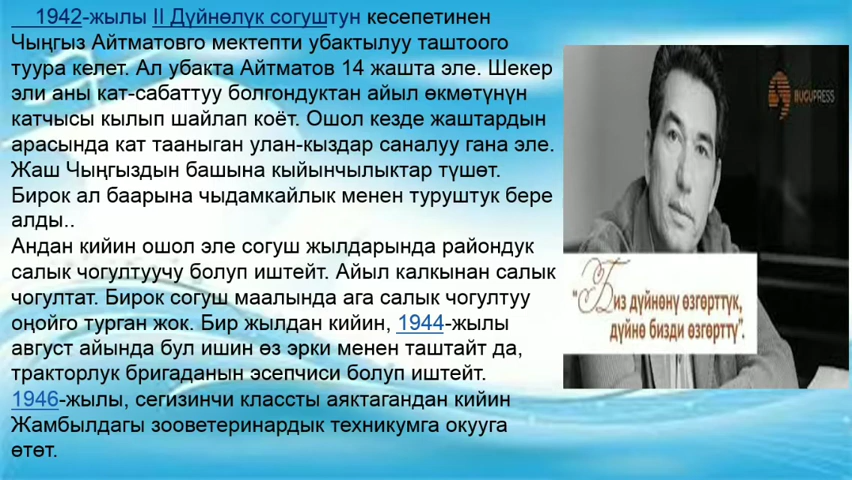 1942-жылы II Дүйнөлүк согуштун кесепетинен
Чыңгыз Айтматовго мектепти убактылуу таштоого
туура келет. Ал убакта Айтматов 14 жашта эле. Шекер
эли аны кат-сабаттуу болгондуктан айыл өкмөтүнүн
катчысы кылып шайлап коёт. Ошол кезде жаштардын
арасында кат тааныган улан-кыздар саналуу гана эле.
Жаш Чыңгыздын башына кыйынчылыктар түшөт.
Бирок ал баарына чыдамкайлык менен туруштук бере
алды..
Андан кийин ошол эле согуш жылдарында райондук
салык чогултуучу болуп иштейт. Айыл калкынан салык
чогултат. Бирок согуш маалында ага салык чогултуу
оңойго турган жок. Бир жылдан кийин, 1944-жылы
август айында бул ишин өз эрки менен таштайт да,
тракторлук бригаданын эсепчиси болуп иштейт.
1946-жылы, сегизинчи классты аяктагандан кийин
Жамбылдагы зооветеринардык техникумга окууга
өтөт.
BUGUPRESS
"Биз дүйнөнү өзгөрттүк,
дүйнө бизди өзгөрттү".